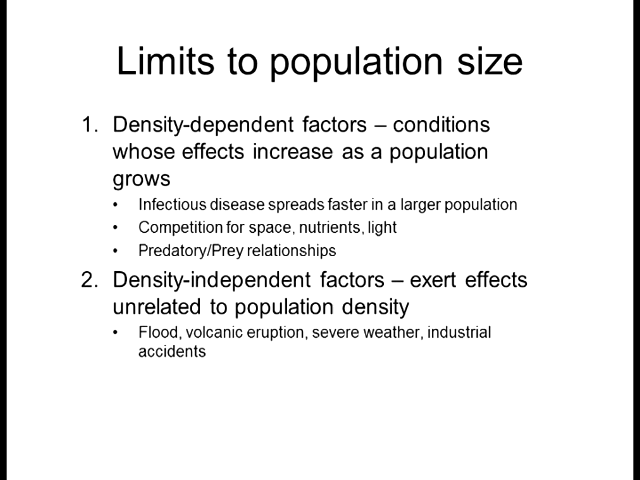 Limits to population size
1. Density-dependent factors – conditions
whose effects increase as a population
grows
• Infectious disease spreads faster in a larger population
• Competition for space, nutrients, light
• Predatory/Prey relationships
2. Density-independent factors – exert effects
unrelated to population density
• Flood, volcanic eruption, severe weather, industrial
accidents